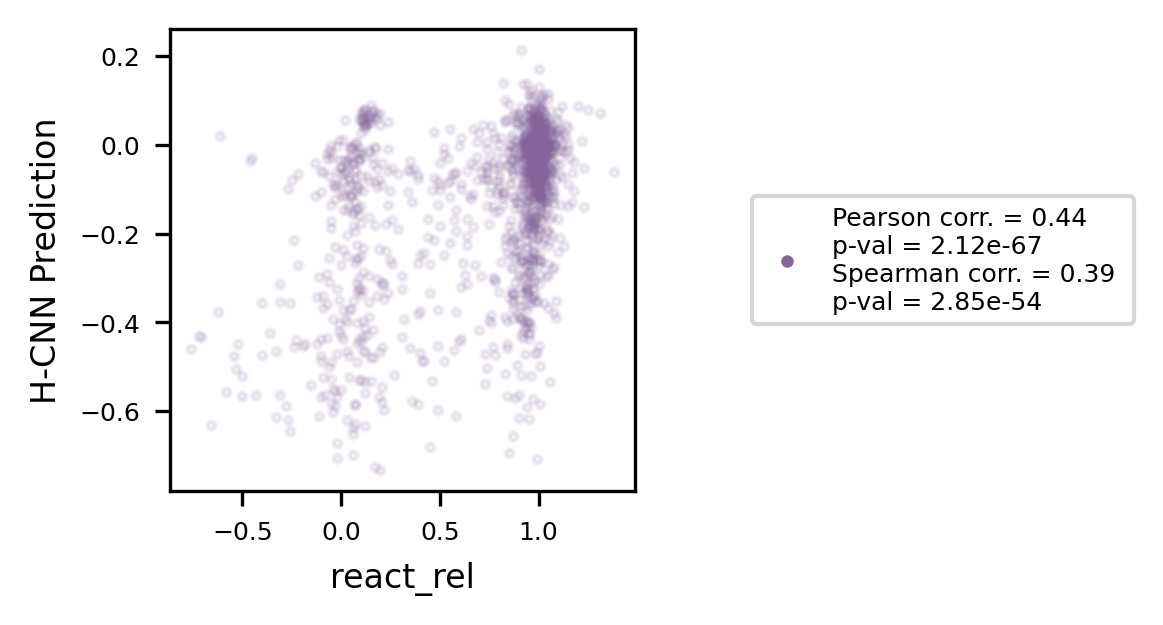 0.2
0.0
−0.2
−0.4
−0.6
H-CNN Prediction
−0.5
0.0
0.5
1.0
react_rel
Pearson corr. = 0.44
p-val = 2.12e-67
Spearman corr. = 0.39
p-val = 2.85e-54